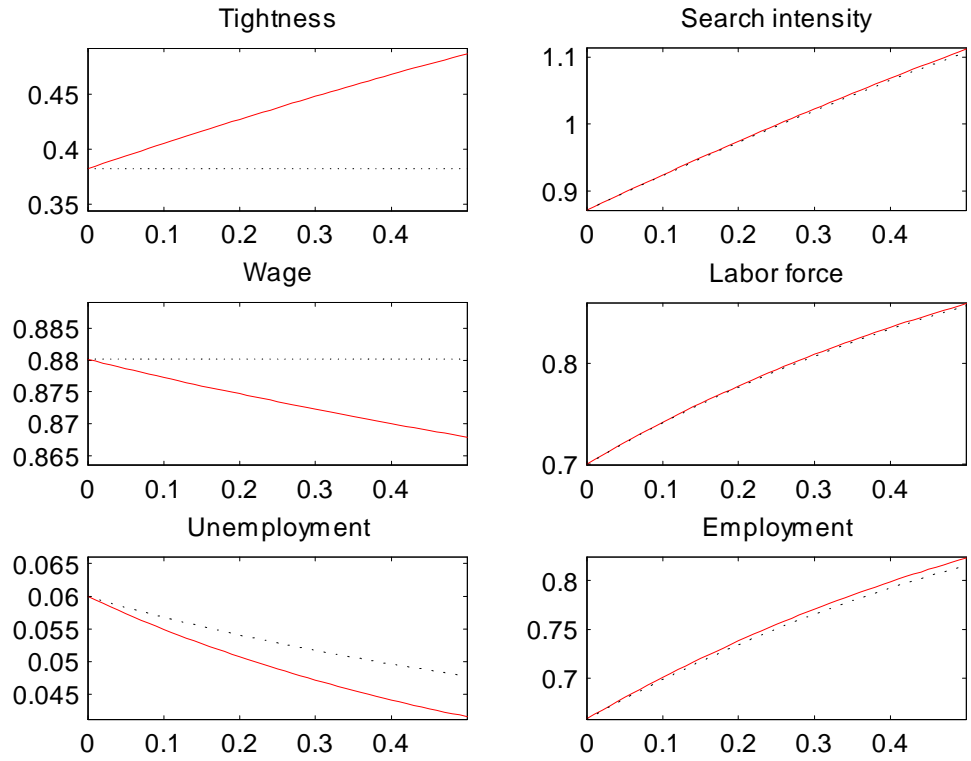 Tightness
0.45
0.4
0.35
0 0.1 0.2 0.3 0.4
Search intensity
1.1
1
0.9
0 0.1 0.2 0.3 0.4
Wage
0.885
0.88
0.875
0.87
0.865
0 0.1 0.2 0.3 0.4
Labor force
0.8
0.7
0 0.1 0.2 0.3 0.4
Unemployment
0.065
0.06
0.055
0.05
0.045
0 0.1 0.2 0.3 0.4
Employment
0.8
0.75
0.7
0 0.1 0.2 0.3 0.4